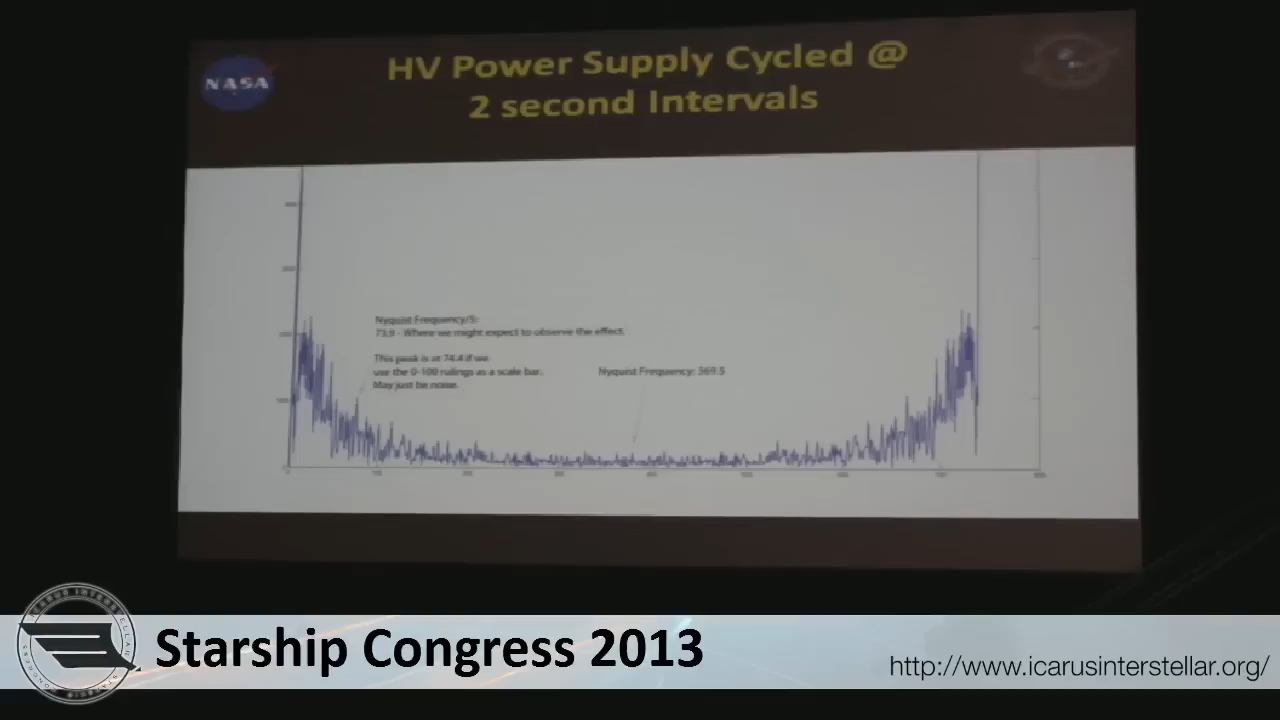 NASA
HV Power Supply Cycled @
2 second Intervals
Nyquist Frequency/5:
73.9 - Where we might expect to observe the effect.
This peak is at 74.4 if we
use the 0-100 rulings as a scale bar.
May just be noise.
Nyquist Frequency: 369.5
Starship Congress 2013
http://www.icarusinterstellar.org/